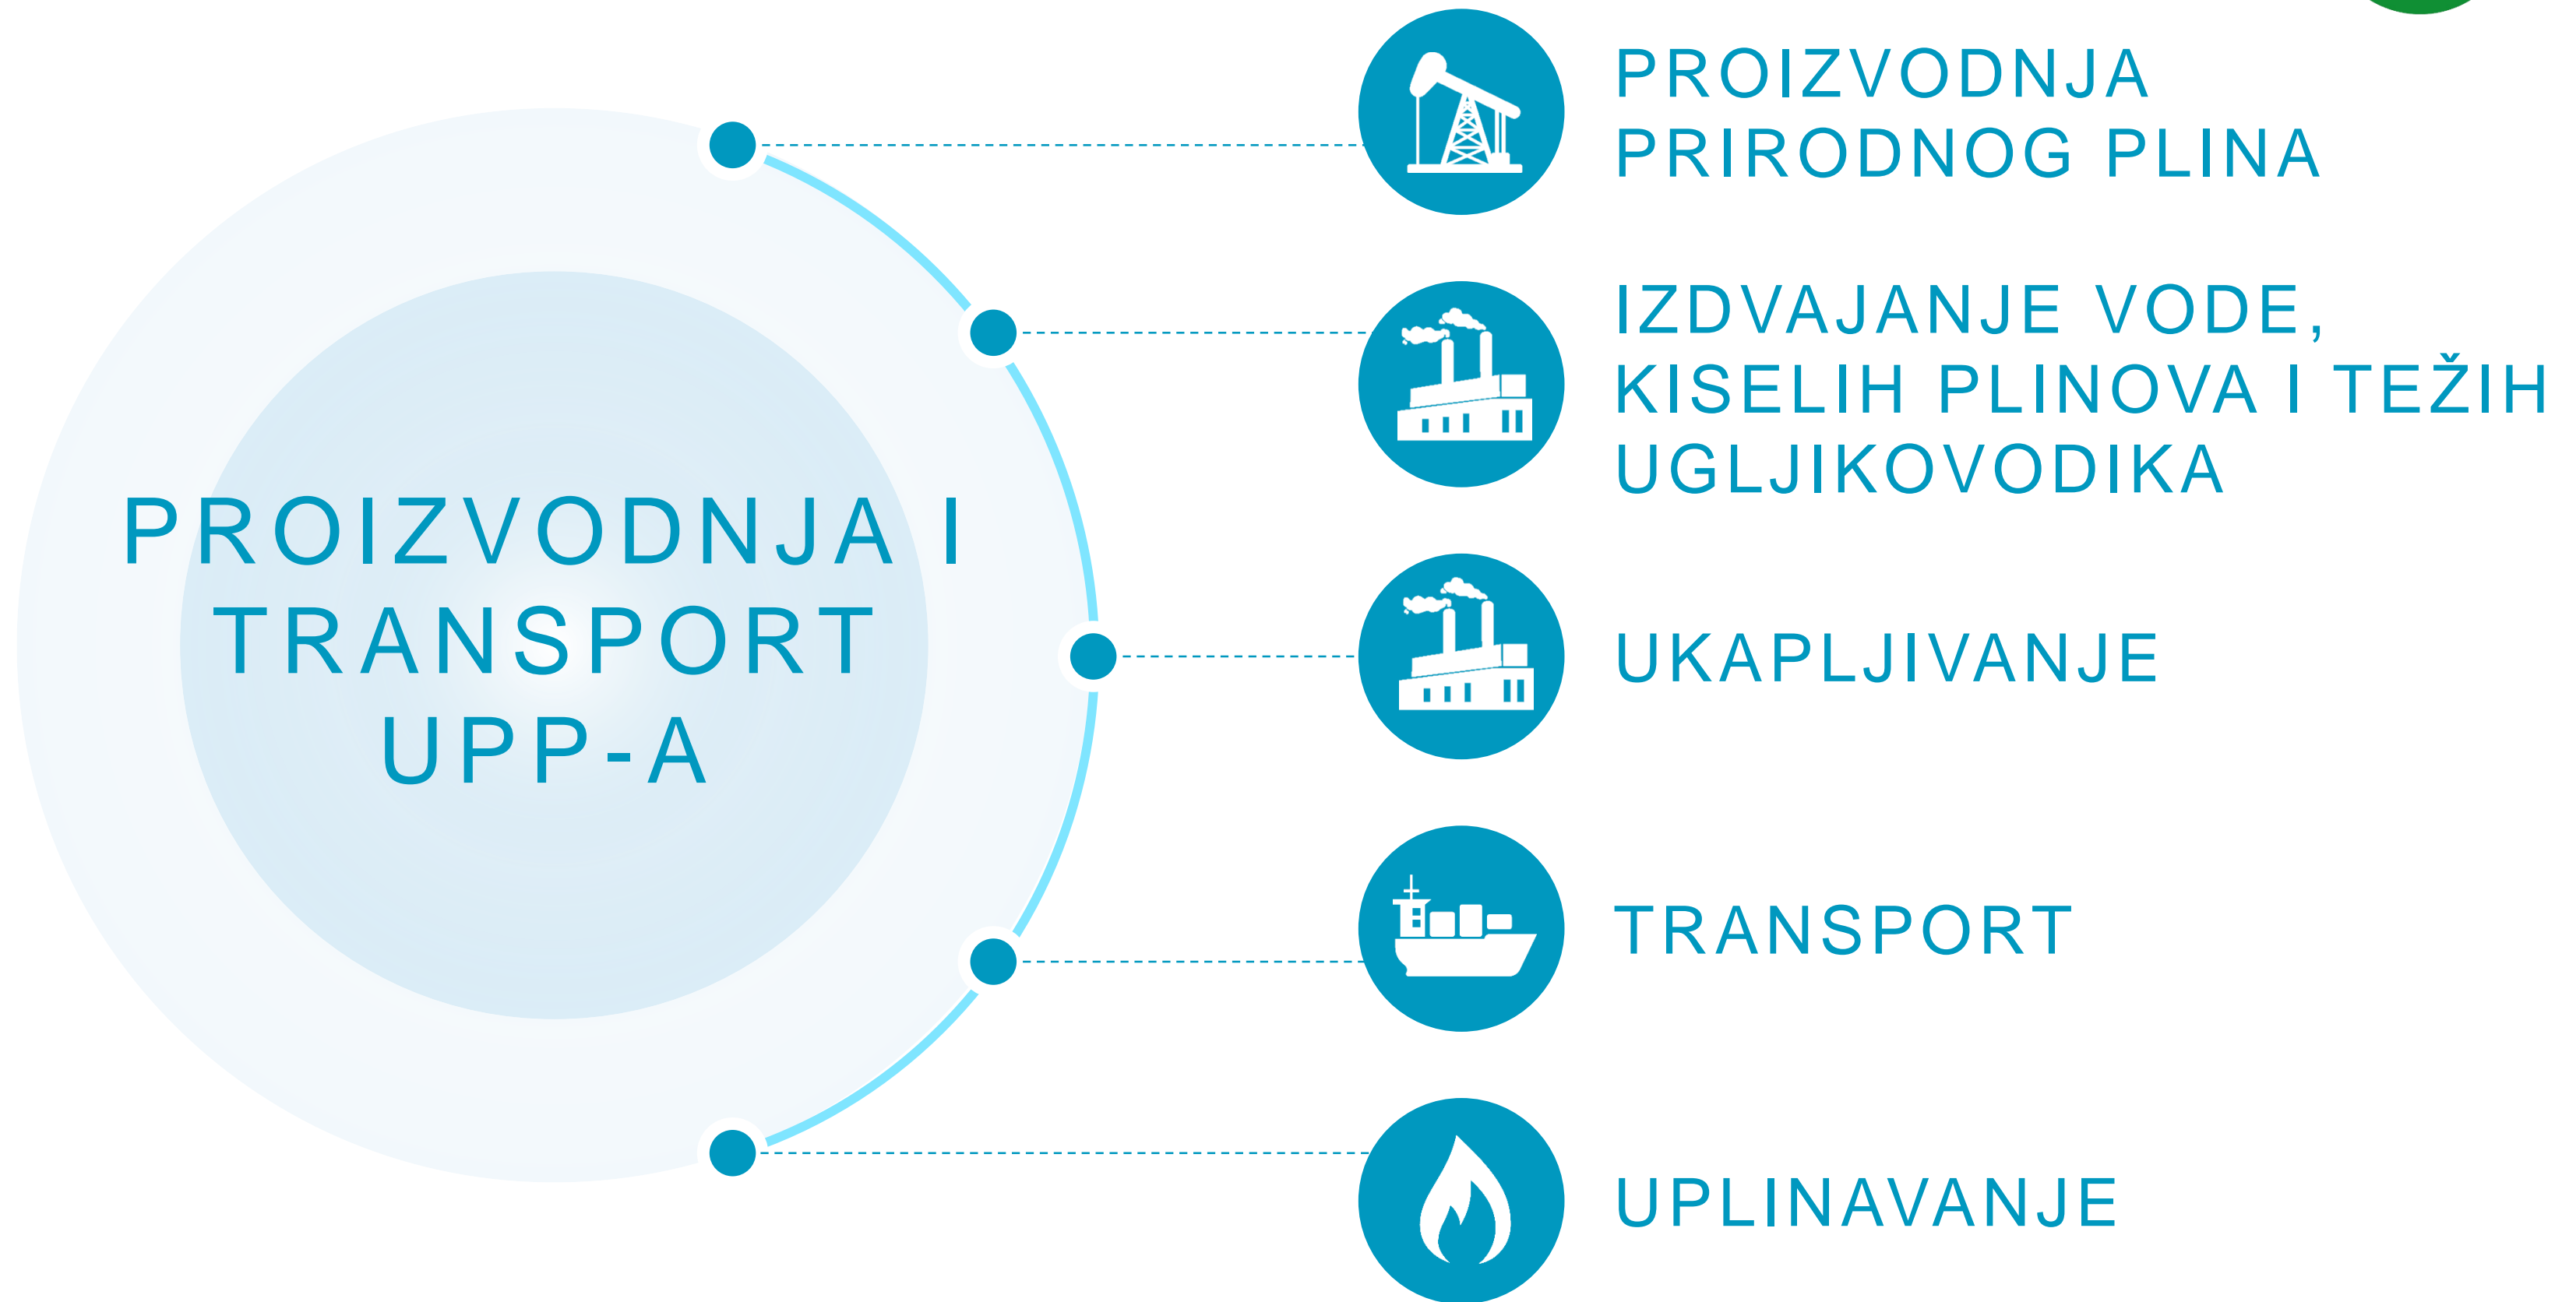 PROIZVODNJA I
TRANSPORT
UPP-A
PROIZVODNJA
PRIRODNOG PLINA
IZDVAJANJE VODE,
KISELIH PLINOVA I TEŽIH
UGLJIKOVODIKA
UKAPLJIVANJE
TRANSPORT
UPLINAVANJE